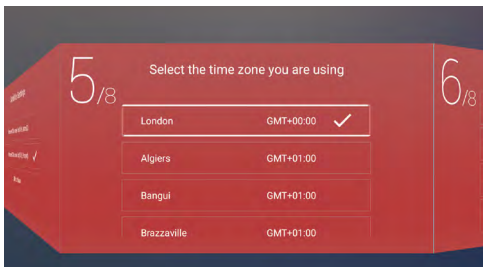 5/8
Select the time zone you are using
London GMT+00:00
Algiers GMT+01:00
Bangui GMT+01:00
Brazzaville GMT+01:00
6/8